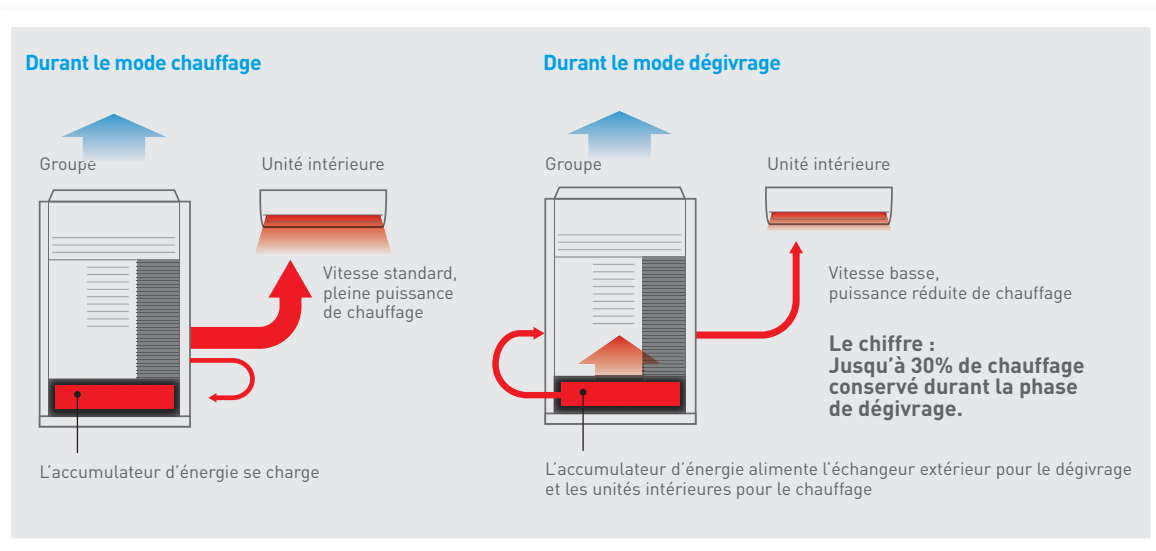 Durant le mode chauffage
Groupe
Unité intérieure
Vitesse standard,
pleine puissance
de chauffage
L'accumulateur d'énergie se charge
Durant le mode dégivrage
Groupe
Unité intérieure
Vitesse basse,
puissance réduite de chauffage
Le chiffre :
Jusqu'à 30% de chauffage
conservé durant la phase
de dégivrage.
L'accumulateur d'énergie alimente l'échangeur extérieur pour le dégivrage
et les unités intérieures pour le chauffage